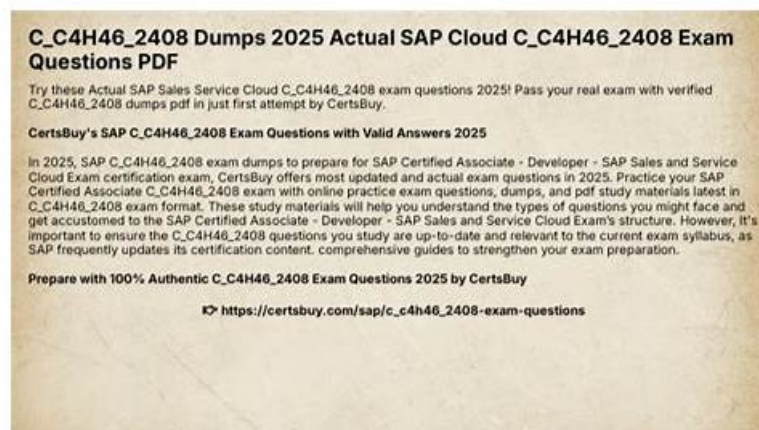 C_C4H46_2408 Dumps 2025 Actual SAP Cloud C_C4H46_2408 Exam
Questions PDF
Try these Actual SAP Sales Service Cloud C_C4H46_2408 exam questions 2025! Pass your real exam with verified
C_C4H46_2408 dumps pdf in just first attempt by CertsBuy.
CertsBuy's SAP C_C4H46_2408 Exam Questions with Valid Answers 2025
In 2025, SAP C_C4H46_2408 exam dumps to prepare for SAP Certified Associate - Developer - SAP Sales and Service
Cloud Exam certification exam, CertsBuy offers most updated and actual exam questions in 2025. Practice your SAP
Certified Associate C_C4H46_2408 exam with online practice exam questions, dumps, and pdf study materials latest in
C_C4H46_2408 exam format. These study materials will help you understand the types of questions you might face and
get accustomed to the SAP Certified Associate - Developer - SAP Sales and Service Cloud Exam's structure. However, it's
important to ensure the C_C4H46_2408 questions you study are up-to-date and relevant to the current exam syllabus, as
SAP frequently updates its certification content. comprehensive guides to strengthen your exam preparation.
Prepare with 100% Authentic C_C4H46_2408 Exam Questions 2025 by CertsBuy
👉 https://certsbuy.com/sap/c_c4h46_2408-exam-questions